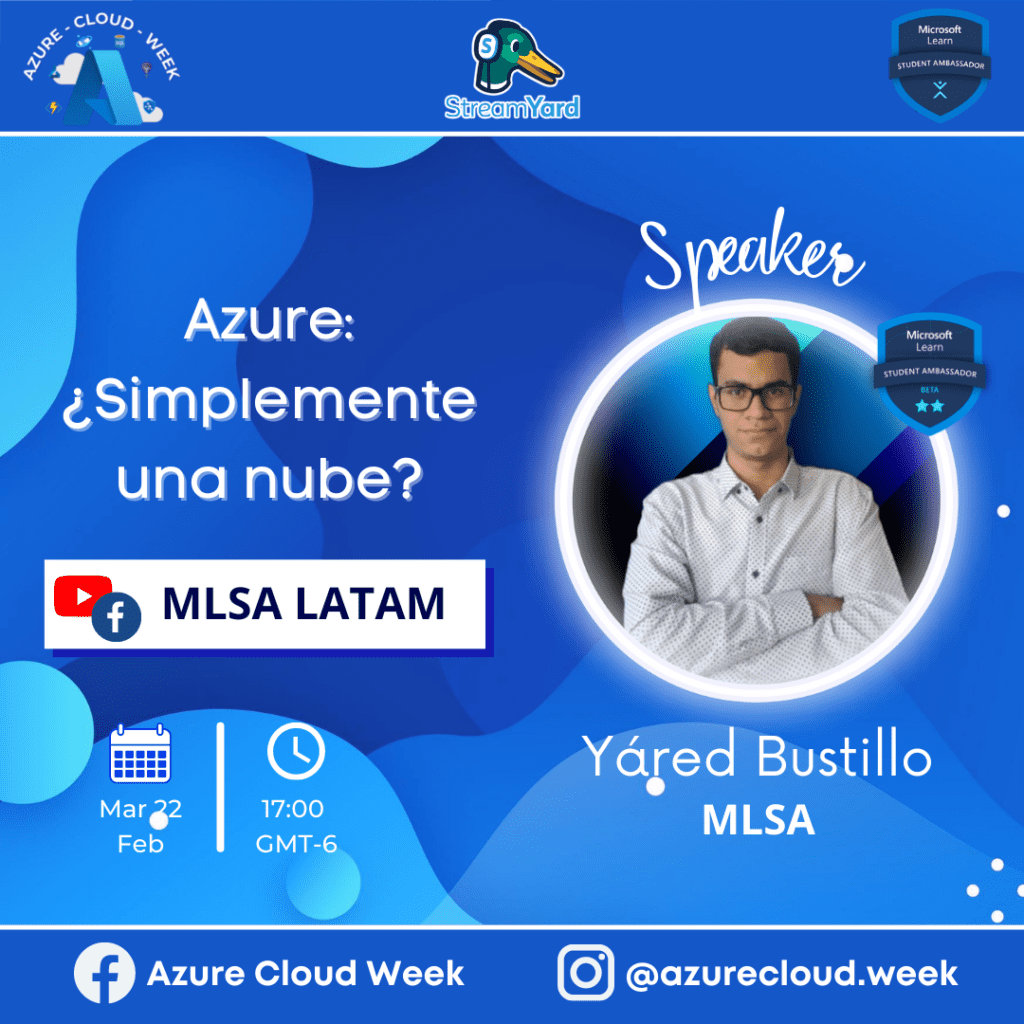 AZURE - CLOUD - WEEK
S
StreamYard
Microsoft
Learn
STUDENT AMBASSADOR
Speaker
Azure:
¿Simplemente
una nube?
Microsoft
Learn
STUDENT AMBASSADOR
BETA
MLSA LATAM
Mar 22
Feb
17:00
GMT-6
Yáred Bustillo
MLSA
Azure Cloud Week
@azurecloud.week